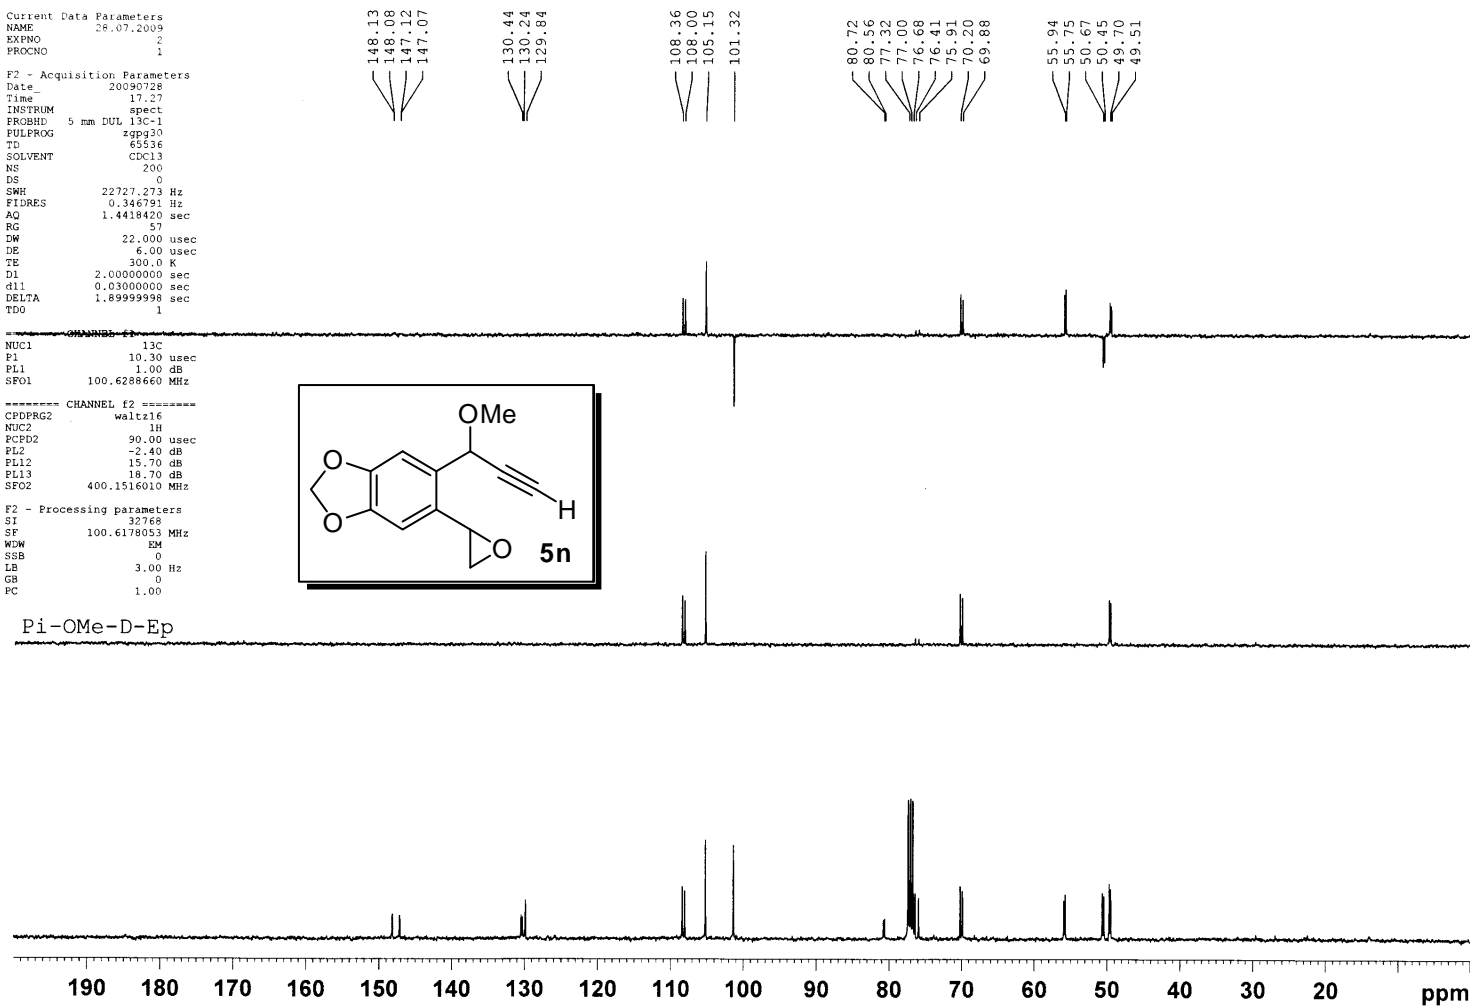 Current Data Parameters
NAME 28.07.2009
EXPNO 2
PROCNO 1
F2 - Acquisition Parameters
Date_ 20090728
Time 17.27
INSTRUM spect
PROBHD 5 mm DUL 13C-1
PULPROG zgpg30
TD 65536
SOLVENT CDCl3
NS 200
DS 0
SWH 22727.273 Hz
FIDRES 0.346791 Hz
AQ 1.4418420 sec
RG 57
DW 22.000 usec
DE 6.00 usec
TE 300.0 K
D1 2.00000000 sec
d11 0.03000000 sec
DELTA 1.89999998 sec
TD0 1
CHANNEL f1
NUC1 13C
P1 10.30 usec
PL1 1.00 dB
SFO1 100.6288660 MHz
======== CHANNEL f2 ========
CPDPRG2 waltz16
NUC2 1H
PCPD2 90.00 usec
PL2 -2.40 dB
PL12 15.70 dB
PL13 18.70 dB
SFO2 400.1516010 MHz
F2 - Processing parameters
SI 32768
SF 100.6178053 MHz
WDW EM
SSB 0
LB 3.00 Hz
GB 0
PC 1.00
Pi-OMe-D-Ep
148.13
148.08
147.12
147.07
130.44
130.24
129.84
108.36
108.00
105.15
101.32
80.72
80.56
77.32
77.00
76.68
76.41
75.91
70.20
69.88
55.94
55.75
50.67
50.45
49.70
49.51
OMe
O
O
H
O
5n
190 180 170 160 150 140 130 120 110 100 90 80 70 60 50 40 30 20 ppm